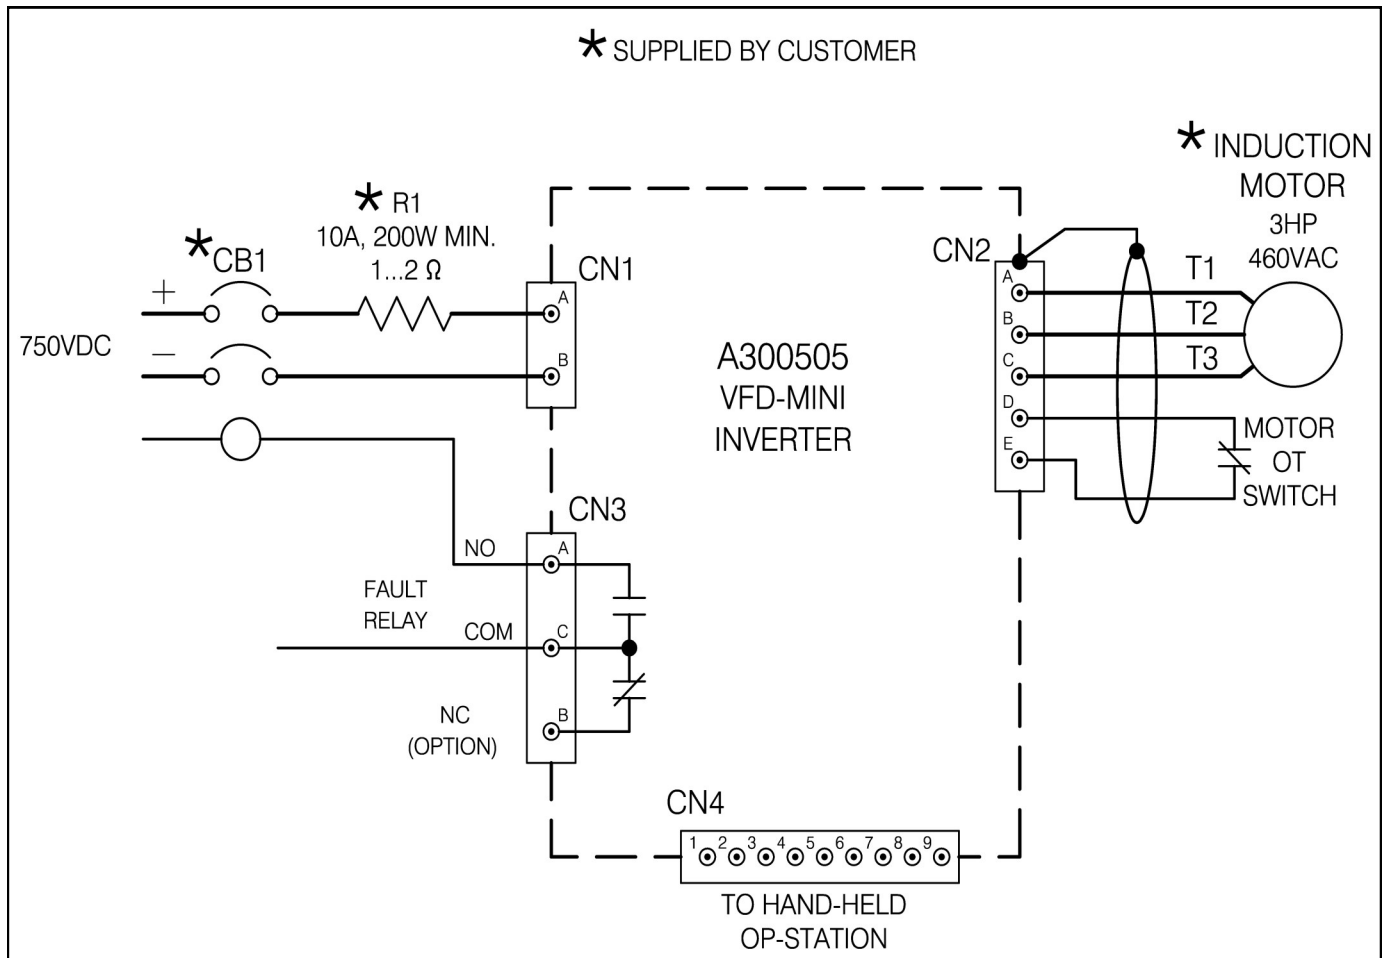 * SUPPLIED BY CUSTOMER
* INDUCTION
MOTOR
3HP
460VAC
* R1
10A, 200W MIN.
1...2 Ω
* CB1
CN1
CN2
+
750VDC
—
A
B
A300505
VFD-MINI
INVERTER
A
B
C
D
E
T1
T2
T3
MOTOR
OT
SWITCH
CN3
NO
A
FAULT
RELAY
COM
C
NC
(OPTION)
B
CN4
1 2 3 4 5 6 7 8 9
TO HAND-HELD
OP-STATION